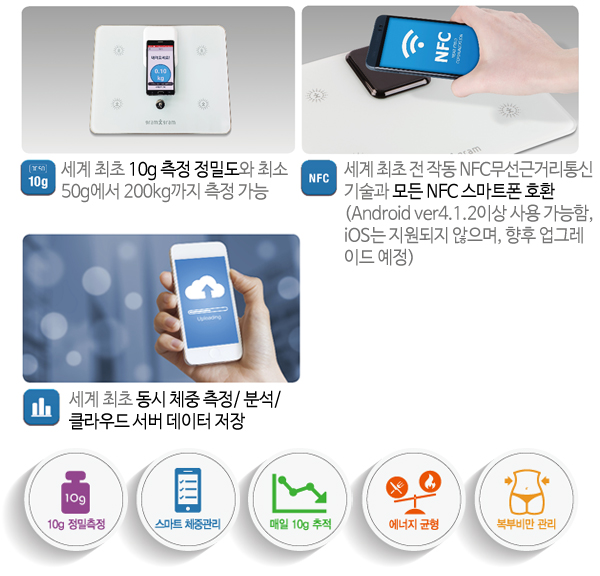 0.10
kg
NFC
[최소50]
10g
세계 최초 10g 측정 정밀도와 최소
50g에서 200kg까지 측정 가능
NFC
세계 최초 전 작동 NFC무선근거리통신
기술과 모든 NFC 스마트폰 호환
(Android ver4.1.2이상 사용 가능함,
iOS는 지원되지 않으며, 향후 업그레
이드 예정)
Uploading
세계 최초 동시 체중 측정/ 분석/
클라우드 서버 데이터 저장
10g
10g 정밀측정
스마트 체중관리
매일 10g 추적
에너지 균형
복부비만 관리